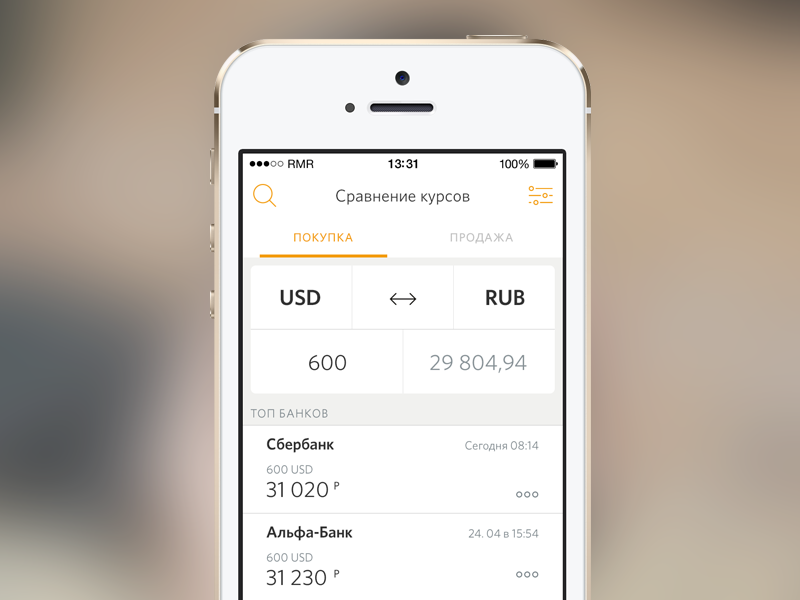 RMR 13:31 100%
Сравнение курсов
ПОКУПКА ПРОДАЖА
USD RUB
600 29 804,94
ТОП БАНКОВ
Сбербанк Сегодня 08:14
600 USD
31 020 Р
Альфа-Банк 24. 04 в 15:54
600 USD
31 230 Р